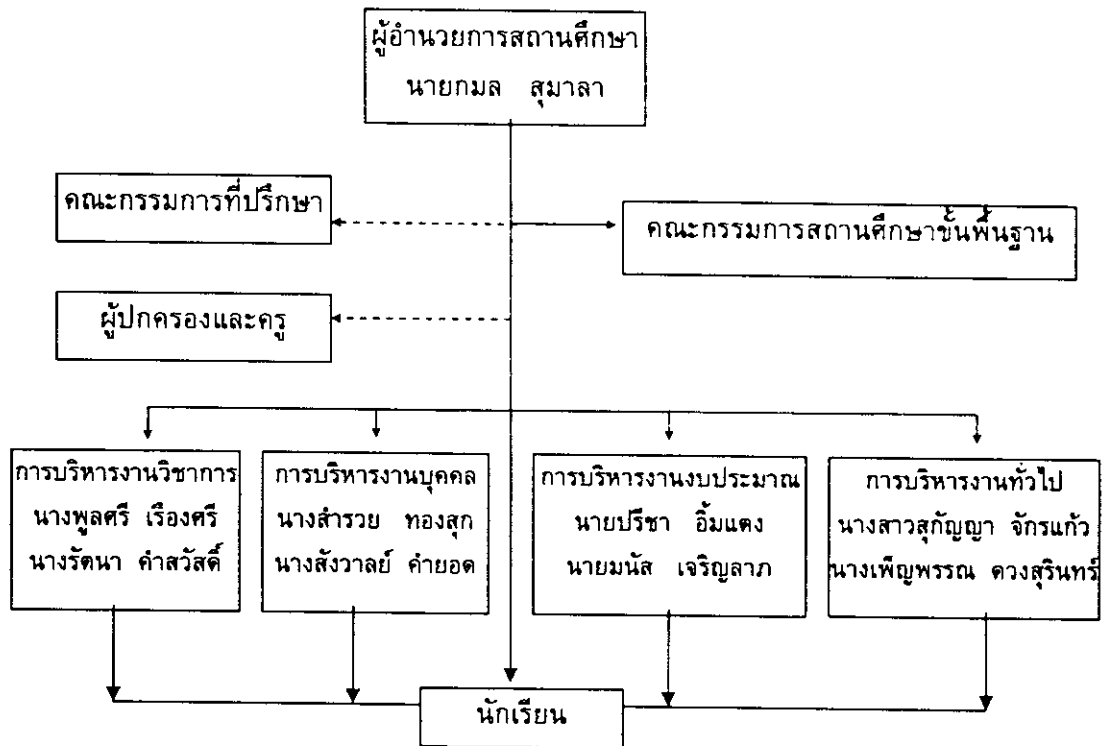 ผู้อำนวยการสถานศึกษา
นายกมล สุมาลา
คณะกรรมการที่ปรึกษา
คณะกรรมการสถานศึกษาขั้นพื้นฐาน
ผู้ปกครองและครู
การบริหารงานวิชาการ
นางพูลศรี เรืองศรี
นางรัตนา คำสวัสดิ์
การบริหารงานบุคคล
นางสำรวย ทองสุก
นางสังวาลย์ คำยอด
การบริหารงานงบประมาณ
นายปรีชา อิ้มแตง
นายมนัส เจริญลาภ
การบริหารงานทั่วไป
นางสาวสุกัญญา จักรแก้ว
นางเพ็ญพรรณ ดวงสุรินทร์
นักเรียน